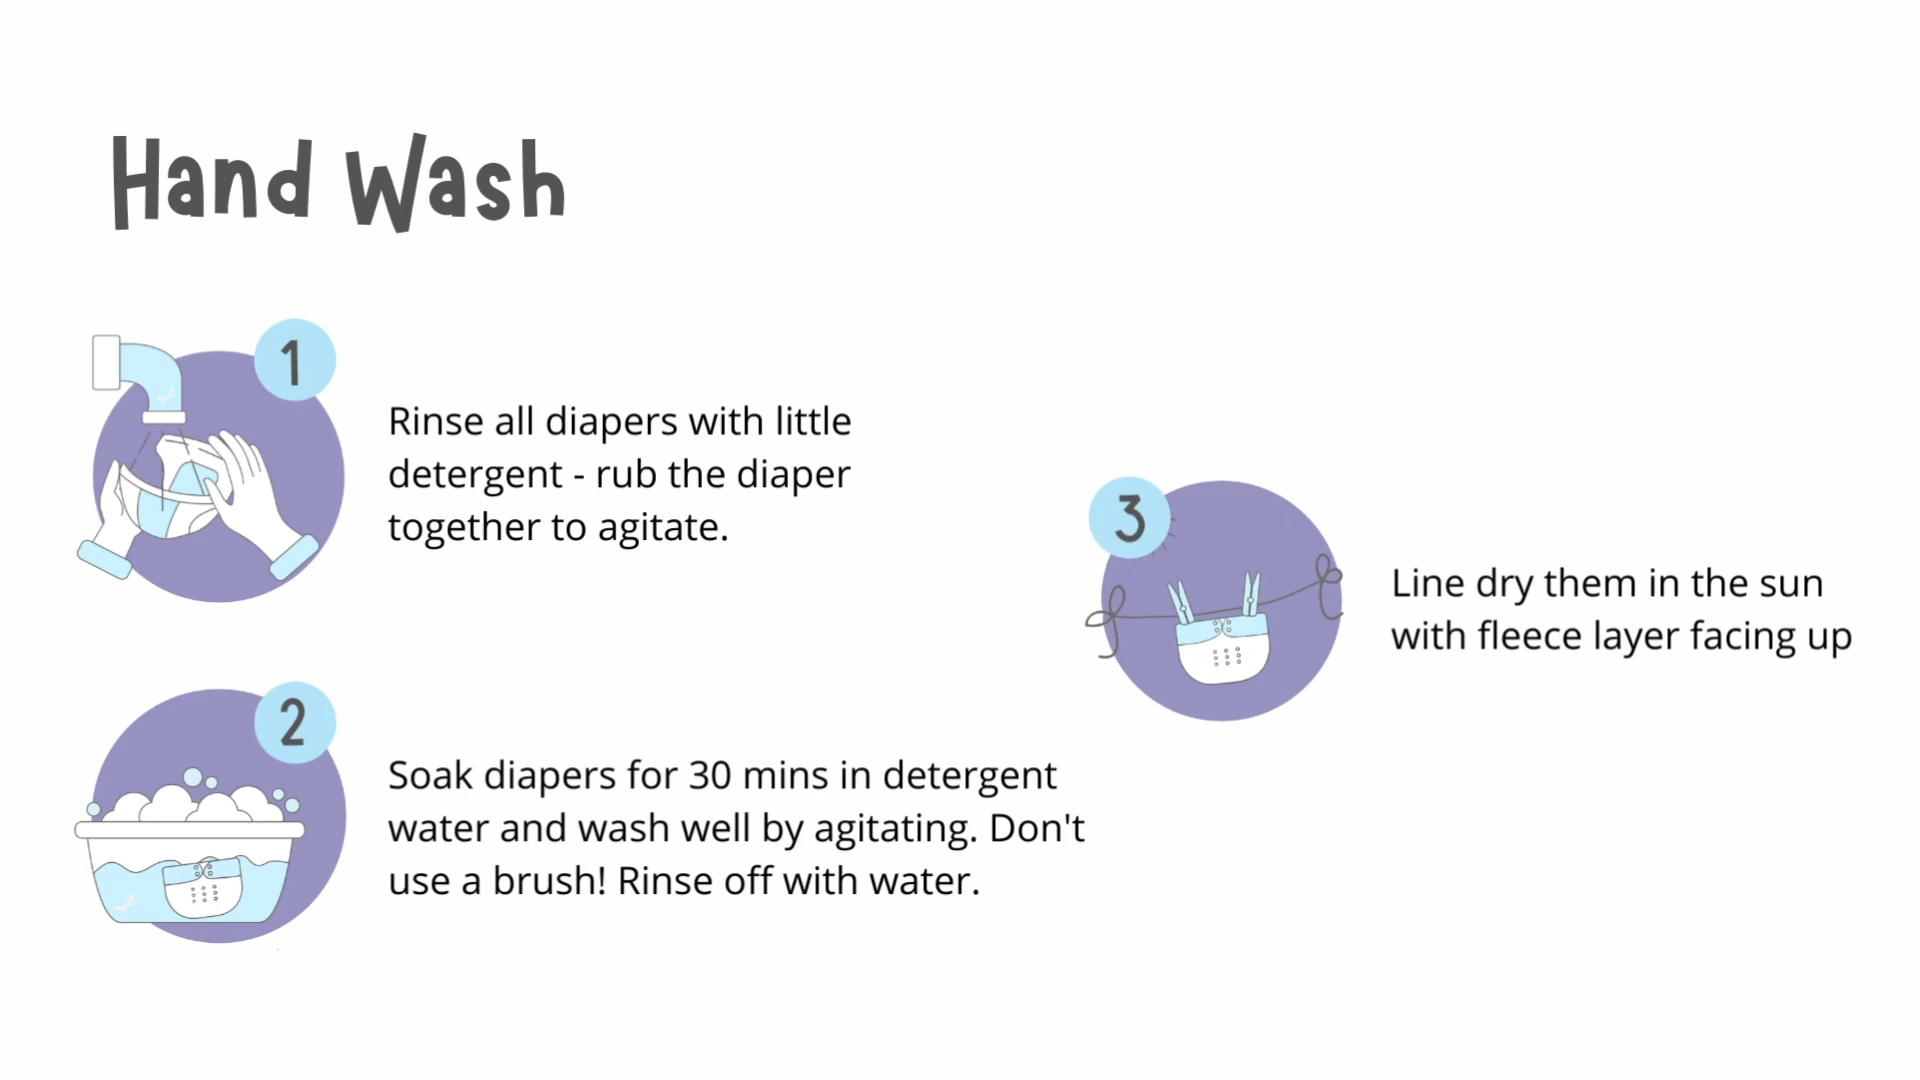 Hand Wash
1
Rinse all diapers with little
detergent - rub the diaper
together to agitate.
2
Soak diapers for 30 mins in detergent
water and wash well by agitating. Don't
use a brush! Rinse off with water.
3
Line dry them in the sun
with fleece layer facing up